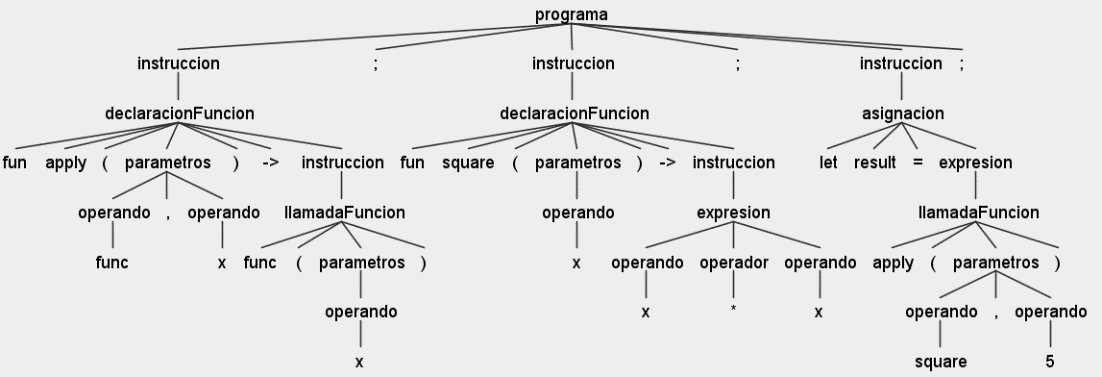 programa
instruccion ; instruccion ; instruccion ;
declaracionFuncion declaracionFuncion asignacion
fun apply ( parametros ) -> instruccion fun square ( parametros ) -> instruccion let result = expresion
operando , operando llamadaFuncion operando expresion llamadaFuncion
func x func ( parametros ) x operando operador operando apply ( parametros )
operando x * x operando , operando
x square 5